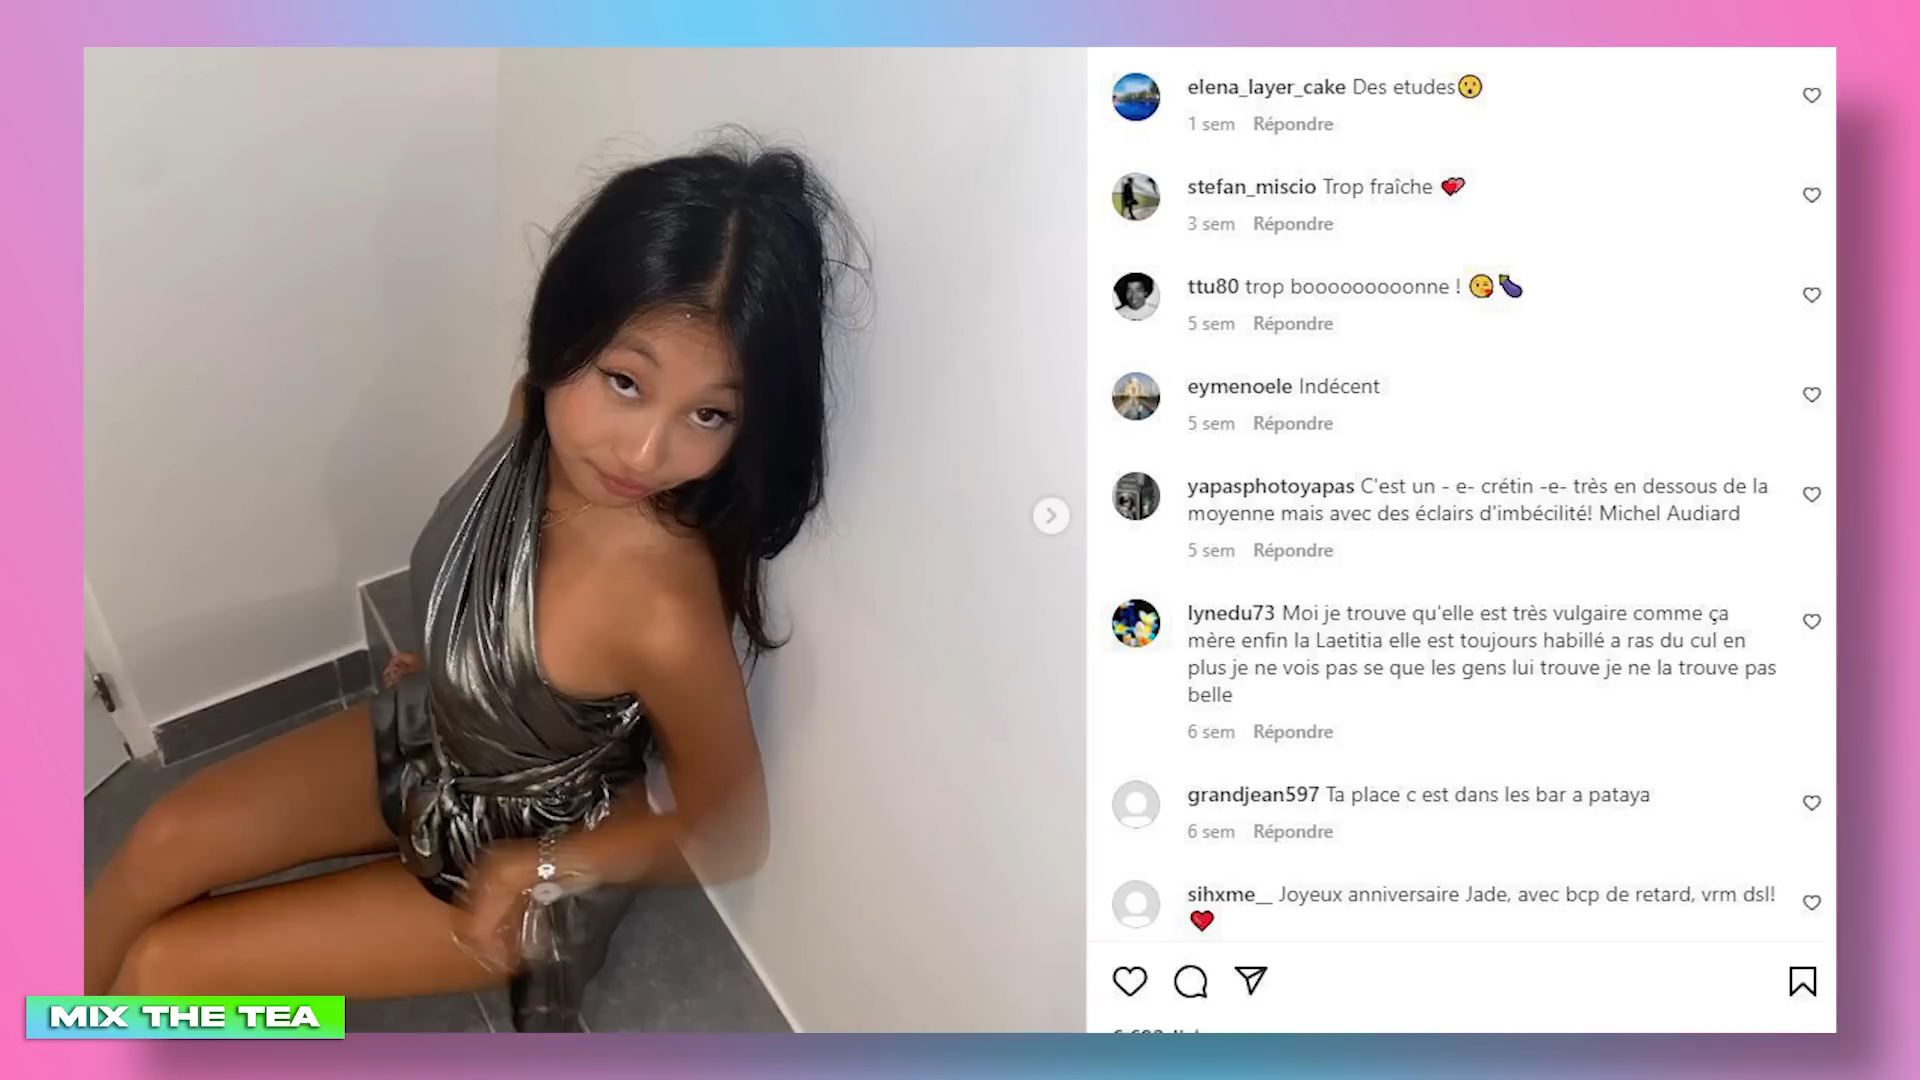 elena_layer_cake Des etudes😮
1 sem Répondre
stefan_miscio Trop fraîche 💕
3 sem Répondre
ttu80 trop booooooooonne ! 😘🍆
5 sem Répondre
eymenoele Indécent
5 sem Répondre
yapasphotoyapas C'est un - e- crétin -e- très en dessous de la
moyenne mais avec des éclairs d'imbécilité! Michel Audiard
5 sem Répondre
lynedu73 Moi je trouve qu'elle est très vulgaire comme ça
mère enfin la Laetitia elle est toujours habillé a ras du cul en
plus je ne vois pas se que les gens lui trouve je ne la trouve pas
belle
6 sem Répondre
grandjean597 Ta place c est dans les bar a pataya
6 sem Répondre
sihxme__ Joyeux anniversaire Jade, avec bcp de retard, vrm dsl!
❤️
MIX THE TEA